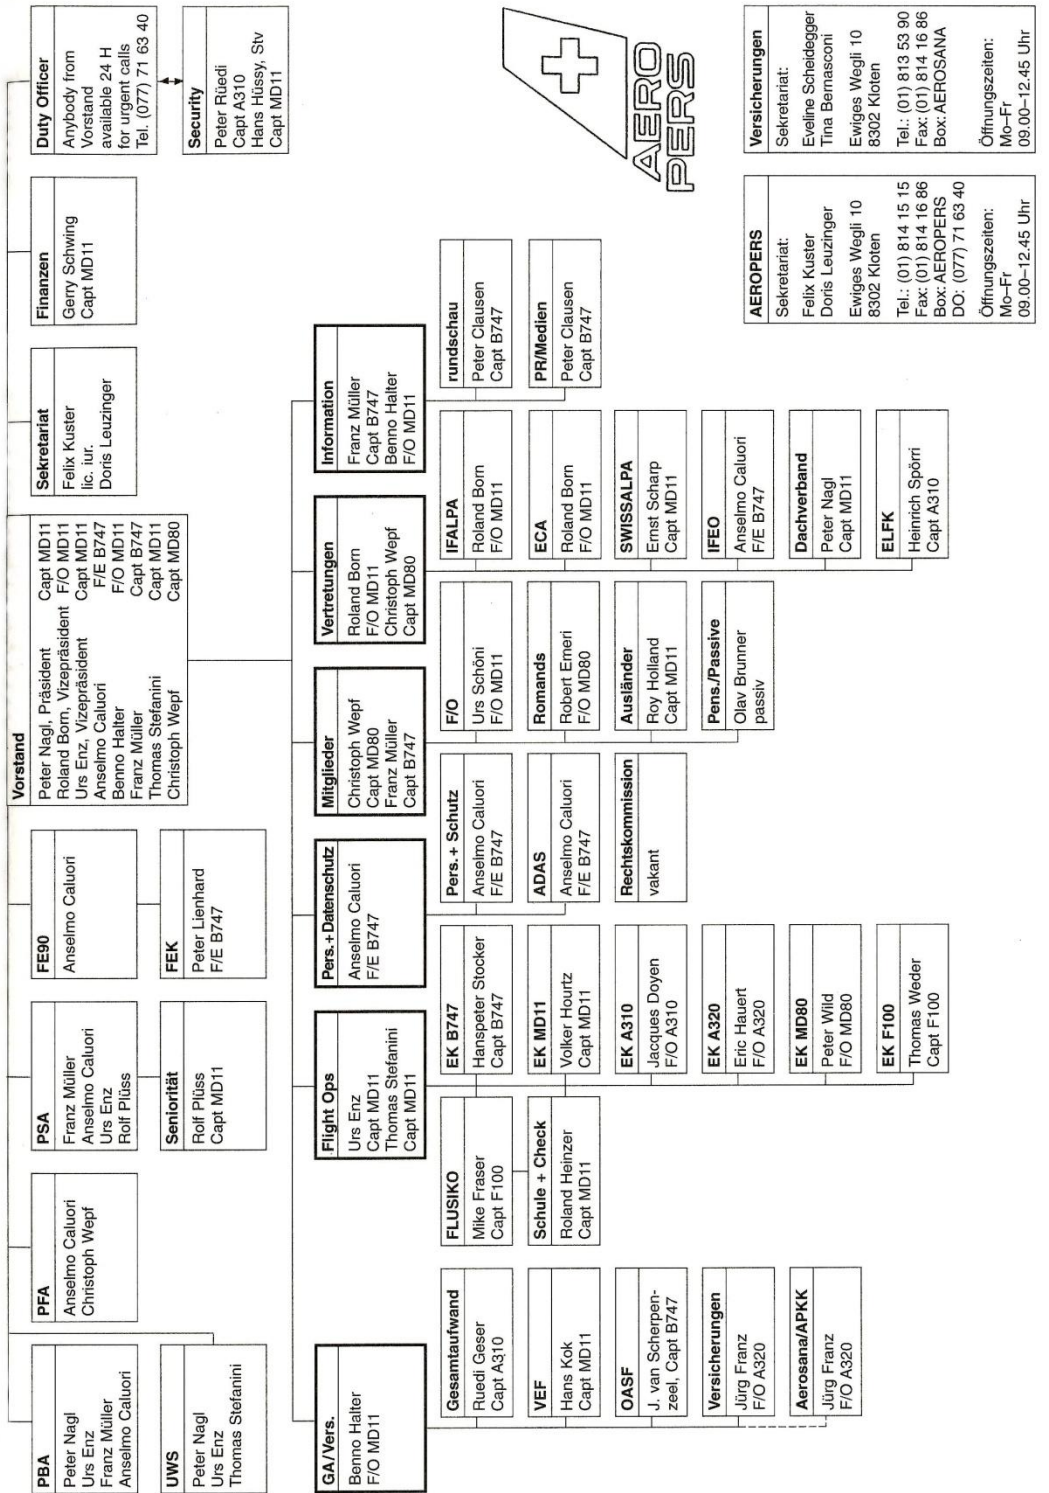 PBA
Peter Nagl
Urs Enz
Franz Müller
Anselmo Caluori
UWS
Peter Nagl
Urs Enz
Thomas Stefanini
PFA
Anselmo Caluori
Christoph Wepf
PSA
Franz Müller
Anselmo Caluori
Urs Enz
Rolf Plüss
Seniorität
Rolf Plüss
Capt MD11
FE90
Anselmo Caluori
FEK
Peter Lienhard
F/E B747
Vorstand
Peter Nagl, Präsident Capt MD11
Roland Born, Vizepräsident F/O MD11
Urs Enz, Vizepräsident Capt MD11
Anselmo Caluori F/E B747
Benno Halter F/O MD11
Franz Müller Capt B747
Thomas Stefanini Capt MD11
Christoph Wepf Capt MD80
Sekretariat
Felix Kuster
lic. iur.
Doris Leuzinger
Finanzen
Gerry Schwing
Capt MD11
Duty Officer
Anybody from
Vorstand
available 24 H
for urgent calls
Tel. (077) 71 63 40
Security
Peter Rüedi
Capt A310
Hans Hüssy, Stv
Capt MD11
GA/Vers.
Benno Halter
F/O MD11
Flight Ops
Urs Enz
Capt MD11
Thomas Stefanini
Capt MD11
Pers.+Datenschutz
Anselmo Caluori
F/E B747
Mitglieder
Christoph Wepf
Capt MD80
Franz Müller
Capt B747
Vertretungen
Roland Born
F/O MD11
Christoph Wepf
Capt MD80
Information
Franz Müller
Capt B747
Benno Halter
F/O MD11
Gesamtaufwand
Ruedi Geser
Capt A310
VEF
Hans Kok
Capt MD11
OASF
J. van Scherpen-
zeel, Capt B747
Versicherungen
Jürg Franz
F/O A320
Aerosana/APKK
Jürg Franz
F/O A320
FLUSIKO
Mike Fraser
Capt F100
Schule + Check
Roland Heinzer
Capt MD11
EK B747
Hanspeter Stocker
Capt B747
EK MD11
Volker Hourtz
Capt MD11
EK A310
Jacques Doyen
F/O A310
EK A320
Eric Hauert
F/O A320
EK MD80
Peter Wild
F/O MD80
EK F100
Thomas Weder
Capt F100
Pers. + Schutz
Anselmo Caluori
F/E B747
ADAS
Anselmo Caluori
F/E B747
Rechtskommission
vakant
F/O
Urs Schöni
F/O MD11
Romands
Robert Emeri
F/O MD80
Ausländer
Roy Holland
Capt MD11
Pens./Passive
Olav Brunner
passiv
IFALPA
Roland Born
F/O MD11
ECA
Roland Born
F/O MD11
SWISSALPA
Ernst Scharp
Capt MD11
IFEO
Anselmo Caluori
F/E B747
Dachverband
Peter Nagl
Capt MD11
ELFK
Heinrich Spörri
Capt A310
rundschau
Peter Clausen
Capt B747
PR/Medien
Peter Clausen
Capt B747
AERO
PERS
AEROPERS
Sekretariat:
Felix Kuster
Doris Leuzinger
Ewiges Wegli 10
8302 Kloten
Tel.: (01) 814 15 15
Fax: (01) 814 16 86
Box: AEROPERS
DO: (077) 71 63 40
Öffnungszeiten:
Mo–Fr
09.00–12.45 Uhr
Versicherungen
Sekretariat:
Eveline Scheidegger
Tina Bernasconi
Ewiges Wegli 10
8302 Kloten
Tel.: (01) 813 53 90
Fax: (01) 814 16 86
Box: AEROSANA
Öffnungszeiten:
Mo–Fr
09.00–12.45 Uhr